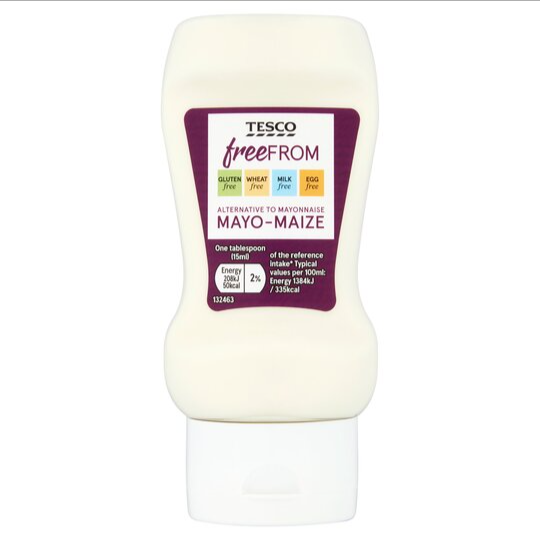 TESCO
freeFROM
GLUTEN free
WHEAT free
MILK free
EGG free
ALTERNATIVE TO MAYONNAISE
MAYO-MAIZE
One tablespoon
(15ml)
Energy
208kJ
50kcal
2%
of the reference
intake* Typical
values per 100ml:
Energy 1384kJ
/ 335kcal
132463